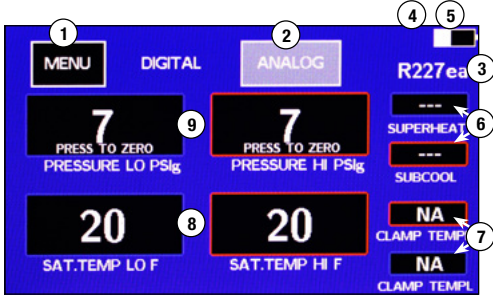 1
2
4
5
MENU
DIGITAL
ANALOG
R227ea
3
7
PRESS TO ZERO
PRESSURE LO PSIg
9
7
PRESS TO ZERO
PRESSURE HI PSIg
---
SUPERHEAT
6
---
SUBCOOL
20
SAT.TEMP LO F
8
20
SAT.TEMP HI F
NA
CLAMP TEMPL
7
NA
CLAMP TEMPL